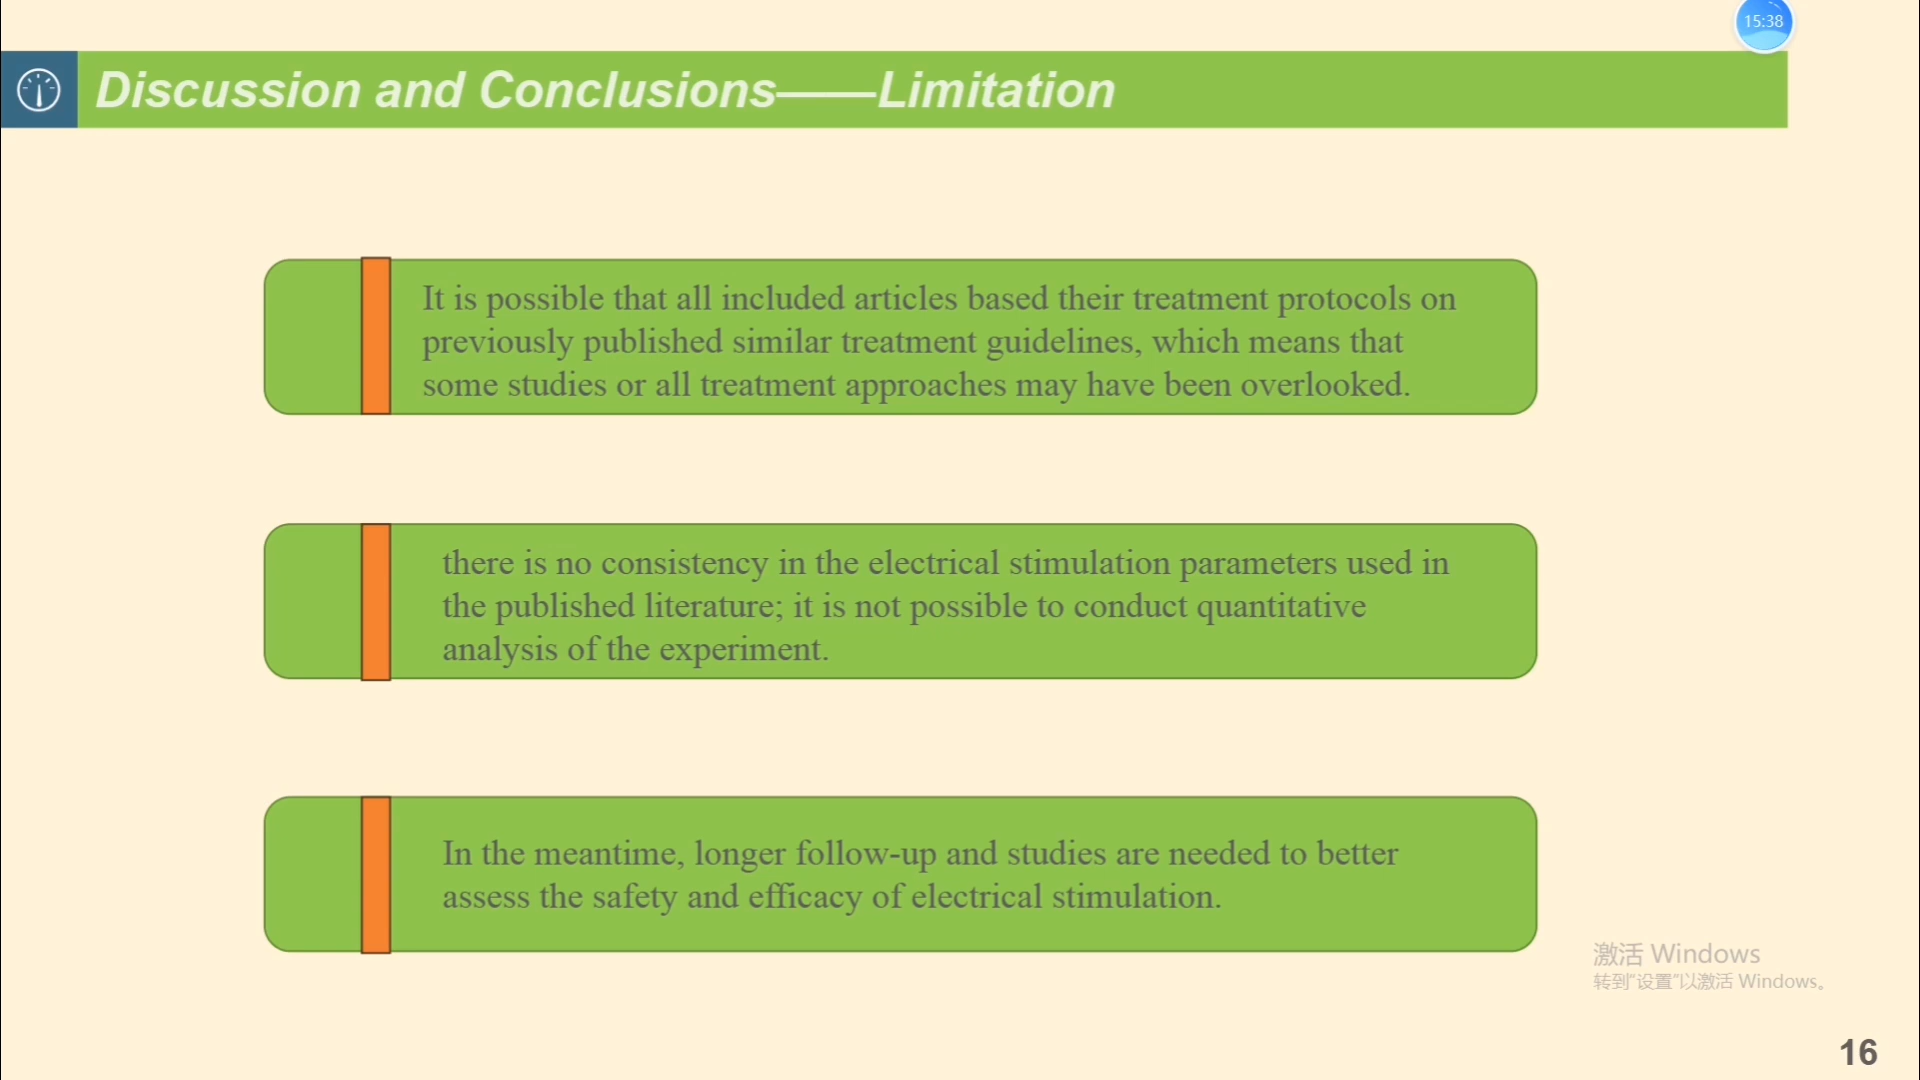 15:38
Discussion and Conclusions——Limitation
It is possible that all included articles based their treatment protocols on
previously published similar treatment guidelines, which means that
some studies or all treatment approaches may have been overlooked.
there is no consistency in the electrical stimulation parameters used in
the published literature; it is not possible to conduct quantitative
analysis of the experiment.
In the meantime, longer follow-up and studies are needed to better
assess the safety and efficacy of electrical stimulation.
激活 Windows
转到“设置”以激活 Windows。
16